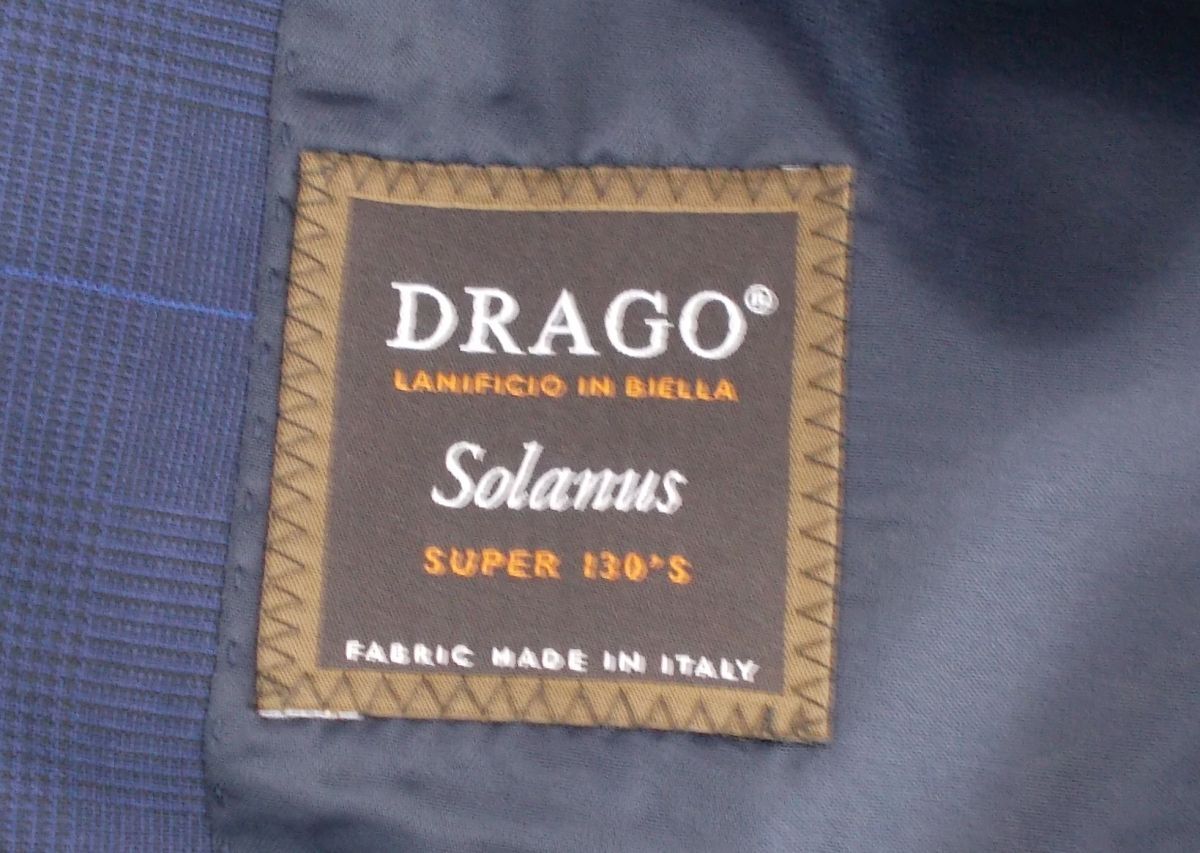 DRAGO®
LANIFICIO IN BIELLA
Solanus
SUPER 130'S
FABRIC MADE IN ITALY